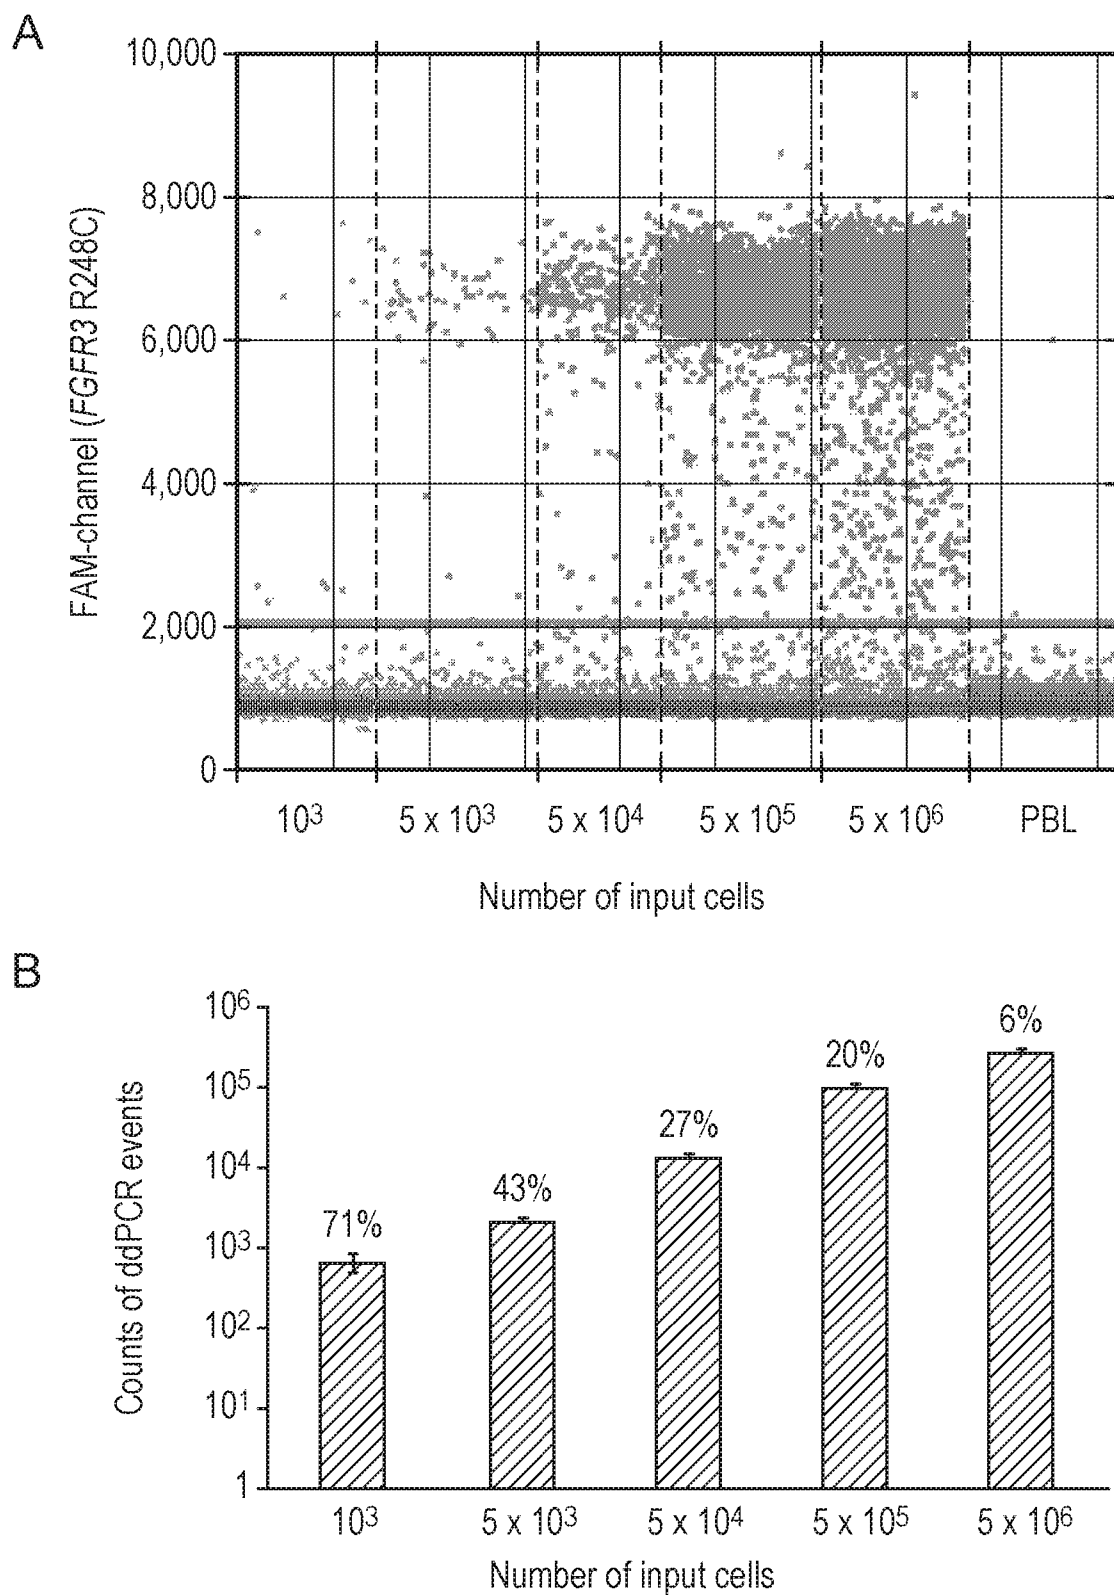 A
10,000
8,000
6,000
4,000
2,000
0
FAM-channel (FGFR3 R248C)
10³ 5 x 10³ 5 x 10⁴ 5 x 10⁵ 5 x 10⁶ PBL
Number of input cells
B
10⁶
10⁵
10⁴
10³
10²
10¹
1
Counts of ddPCR events
71% 43% 27% 20% 6%
10³ 5 x 10³ 5 x 10⁴ 5 x 10⁵ 5 x 10⁶
Number of input cells